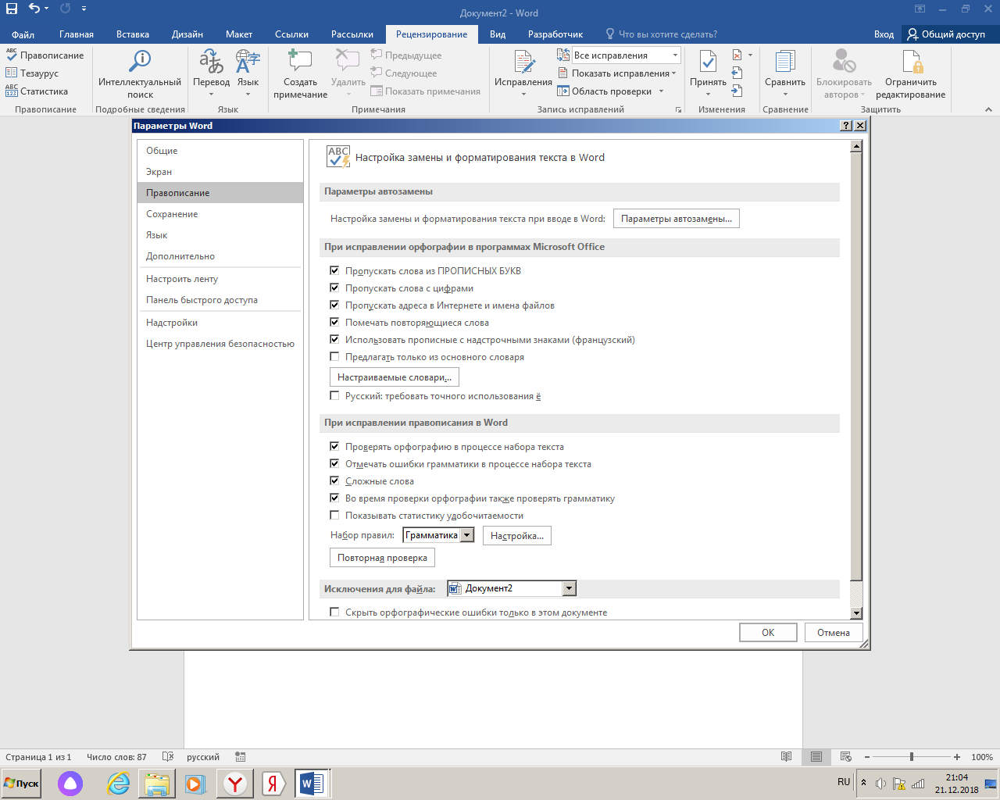 Документ2 - Word
Файл Главная Вставка Дизайн Макет Ссылки Рассылки Рецензирование Вид Разработчик Что вы хотите сделать? Вход Общий доступ
ABC Правописание
Тезаурус
ABC 123 Статистика
Правописание
Интеллектуальный
поиск
Подробные сведения
Перевод Язык
Язык
Создать
примечание
Удалить
Предыдущее
Следующее
Показать примечания
Примечания
Исправления
Все исправления
Показать исправления
Область проверки
Запись исправлений
Принять
Изменения
Сравнить
Сравнение
Блокировать
авторов
Ограничить
редактирование
Защитить
Параметры Word
Общие
Экран
Правописание
Сохранение
Язык
Дополнительно
Настроить ленту
Панель быстрого доступа
Надстройки
Центр управления безопасностью
ABC Настройка замены и форматирования текста в Word
Параметры автозамены
Настройка замены и форматирования текста при вводе в Word: Параметры автозамены...
При исправлении орфографии в программах Microsoft Office
Пропускать слова из ПРОПИСНЫХ БУКВ
Пропускать слова с цифрами
Пропускать адреса в Интернете и имена файлов
Помечать повторяющиеся слова
Использовать прописные с надстрочными знаками (французский)
Предлагать только из основного словаря
Настраиваемые словари...
Русский: требовать точного использования ё
При исправлении правописания в Word
Проверять орфографию в процессе набора текста
Отмечать ошибки грамматики в процессе набора текста
Сложные слова
Во время проверки орфографии также проверять грамматику
Показывать статистику удобочитаемости
Набор правил: Грамматика Настройка...
Повторная проверка
Исключения для файла: Документ2
Скрыть орфографические ошибки только в этом документе
ОК Отмена
Страница 1 из 1 Число слов: 87 русский 100%
Пуск RU 21:04
21.12.2018